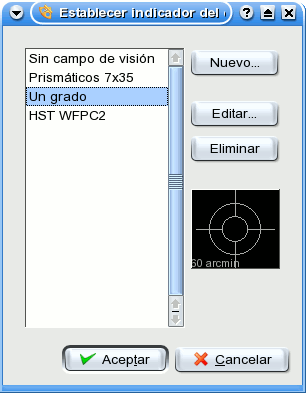 Establecer indicador del
Sin campo de visión
Prismáticos 7x35
Un grado
HST WFPC2
Nuevo...
Editar...
Eliminar
60 arcmin
Aceptar
Cancelar